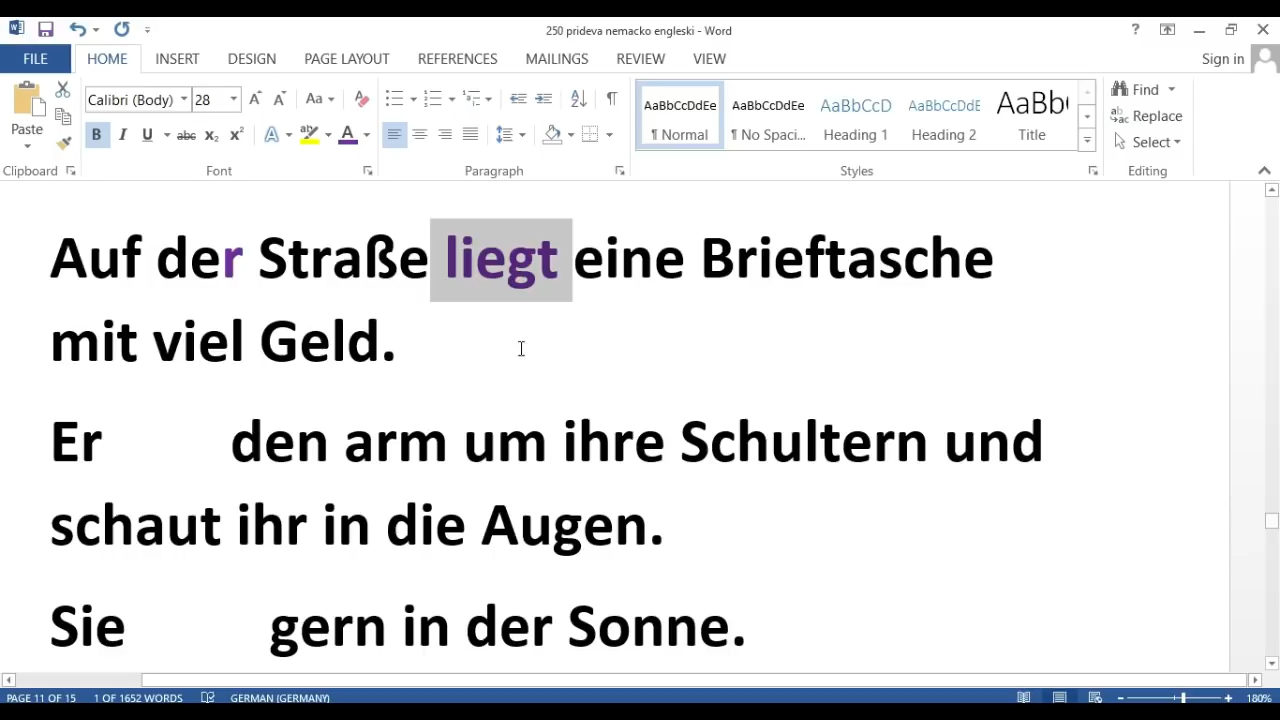 250 prideva nemacko engleski - Word
?
FILE HOME INSERT DESIGN PAGE LAYOUT REFERENCES MAILINGS REVIEW VIEW Sign in
Paste
Calibri (Body) 28 Aa
B I U abc x₂ x² A A
AaBbCcDdEe AaBbCcDdEe AaBbCcD AaBbCcDdE AaBb(
¶ Normal ¶ No Spaci... Heading 1 Heading 2 Title
Find
Replace
Select
Clipboard Font Paragraph Styles Editing
Auf der Straße liegt eine Brieftasche
mit viel Geld.
Er den arm um ihre Schultern und
schaut ihr in die Augen.
Sie gern in der Sonne.
PAGE 11 OF 15 1 OF 1652 WORDS GERMAN (GERMANY) 180%